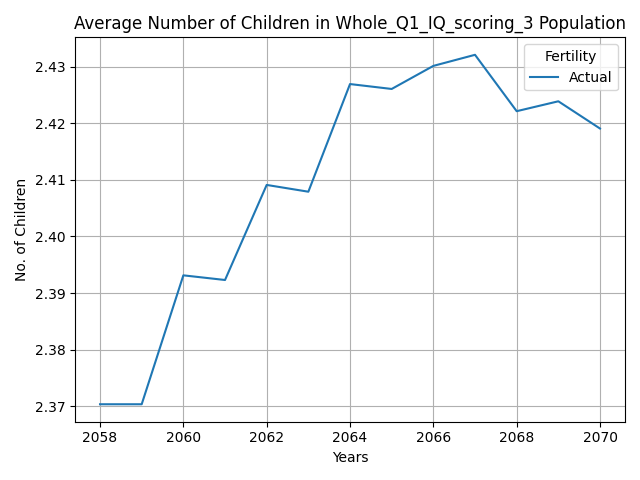 Average Number of Children in Whole_Q1_IQ_scoring_3 Population
Fertility
Actual
2.43
2.42
2.41
2.40
2.39
2.38
2.37
No. of Children
2058
2060
2062
2064
2066
2068
2070
Years